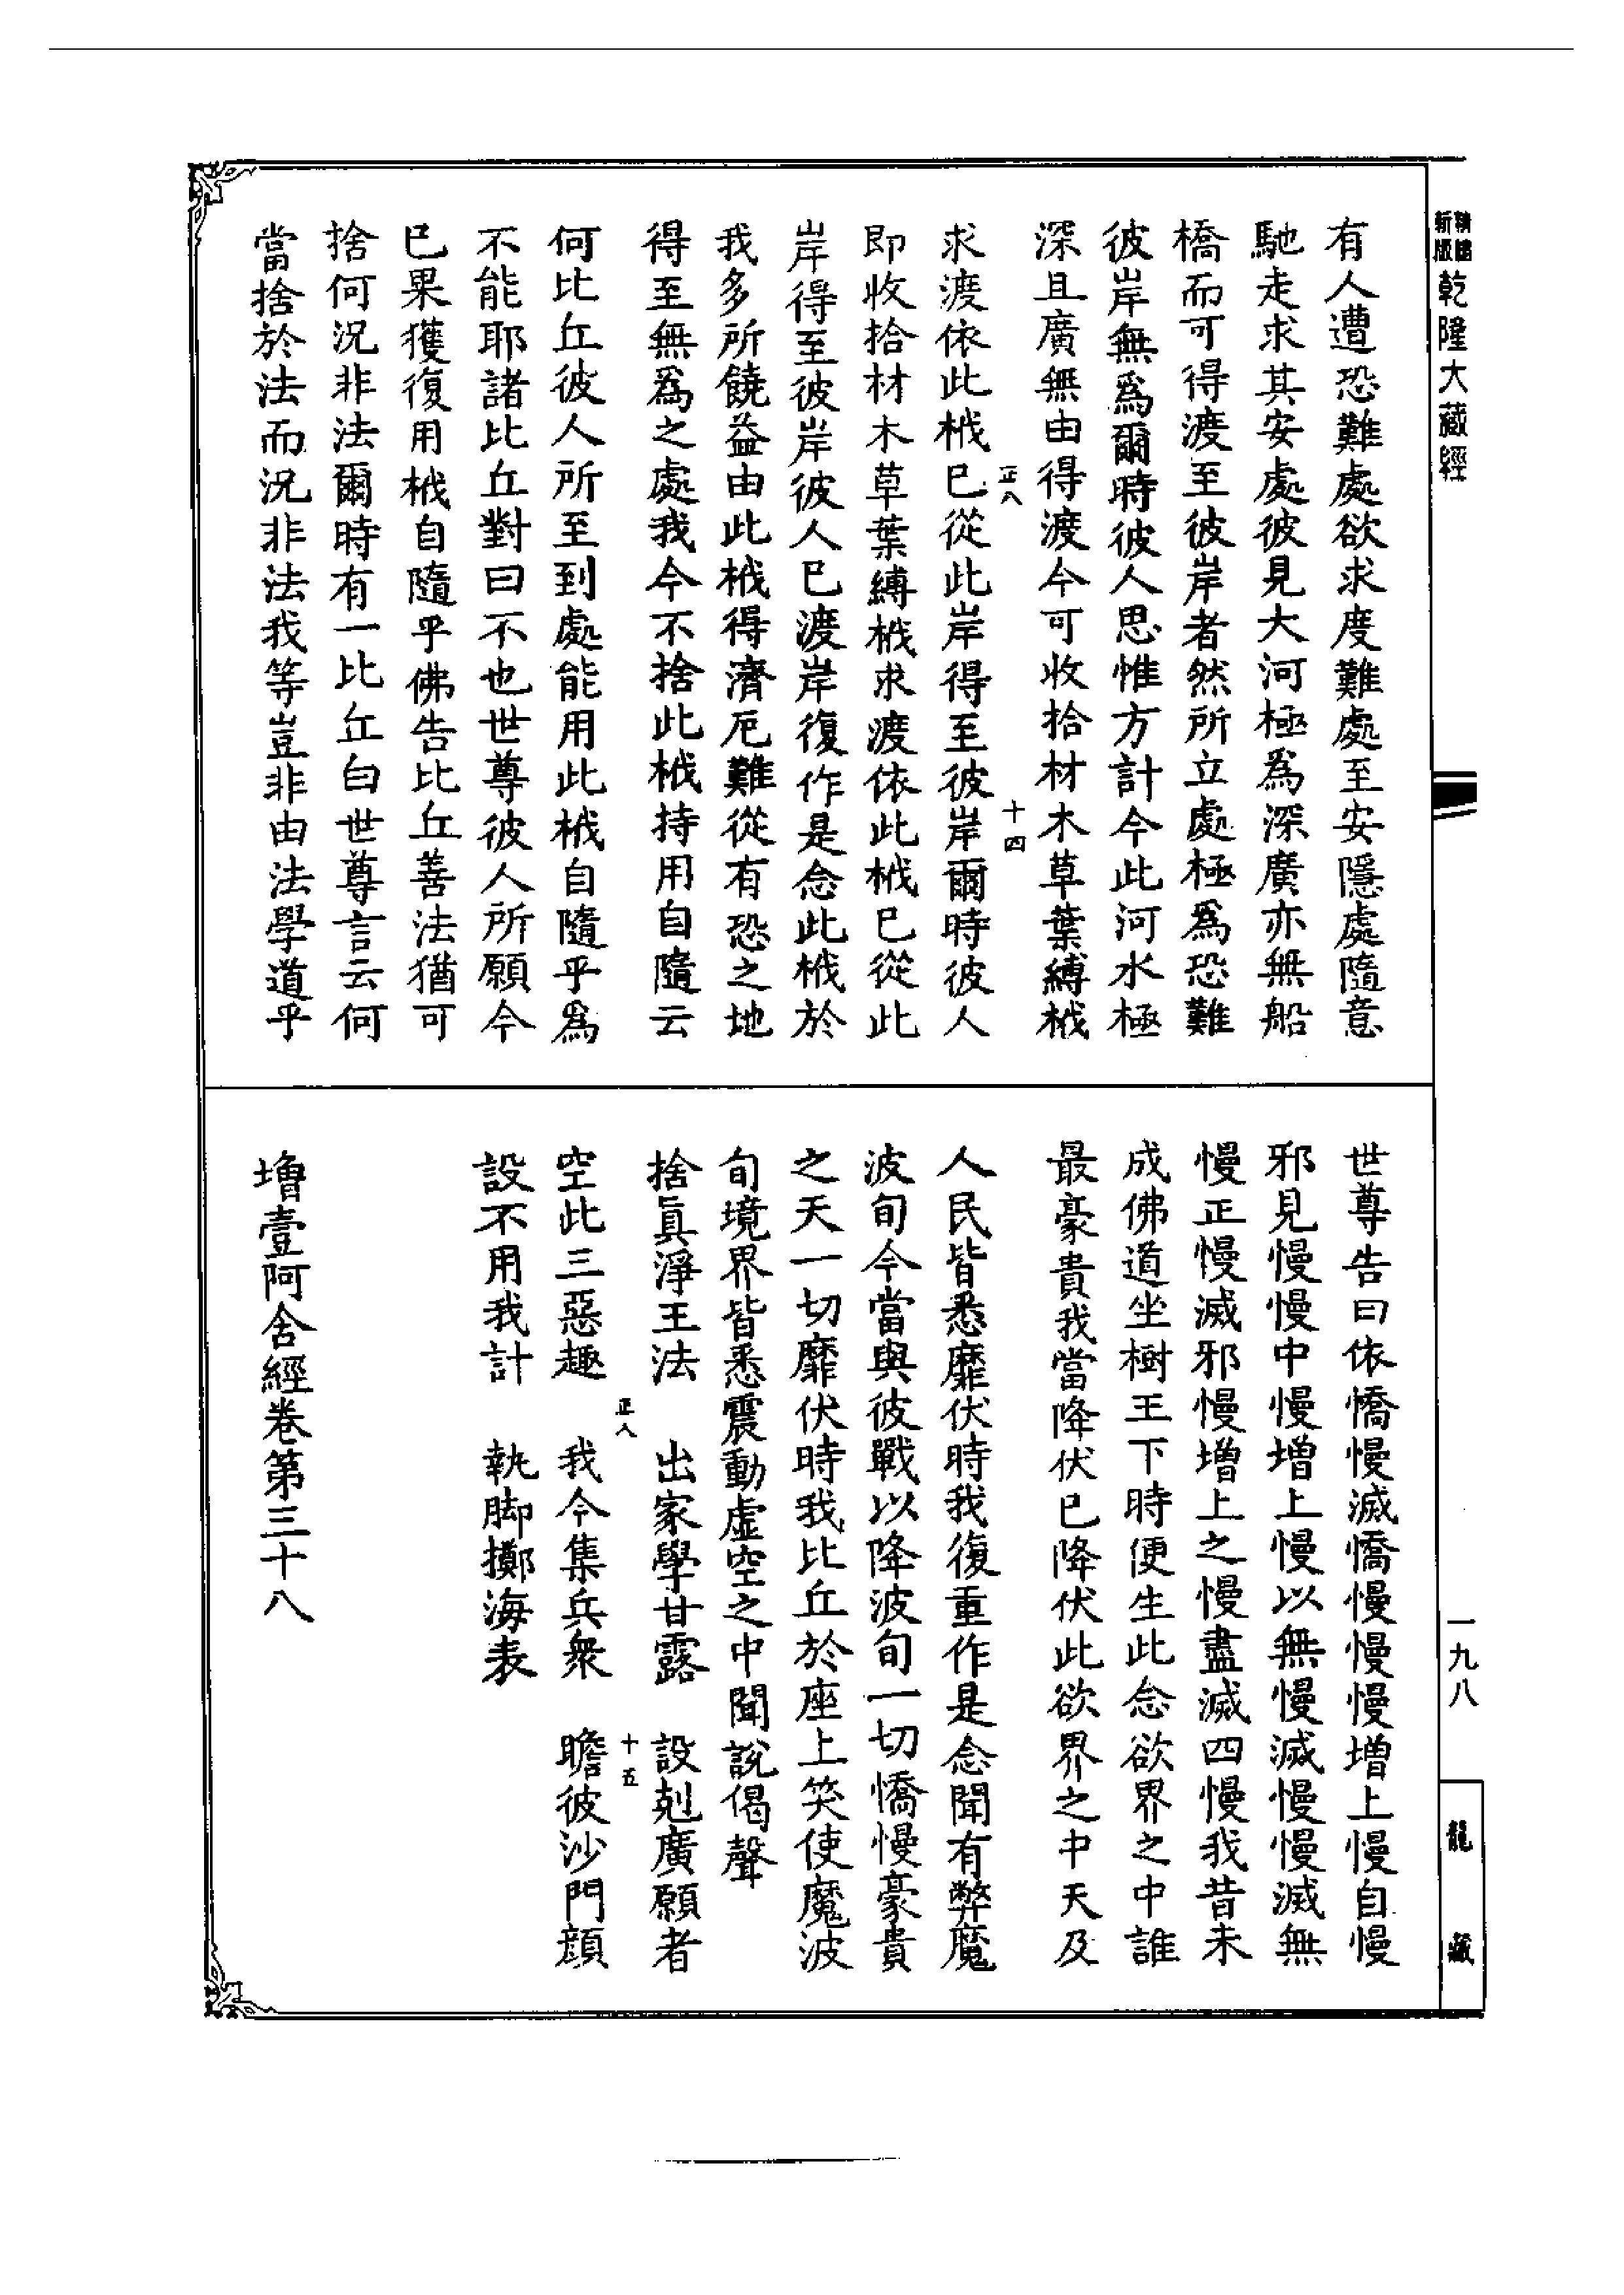 新版
乾隆大藏經
一九八
龍藏
有人遭恐難處欲求度難處至安隱處隨意
馳走求其安處彼見大河極爲深廣亦無船
橋而可得渡至彼岸者然所立處極爲恐難
彼岸無爲爾時彼人思惟方計今此河水極
深且廣無由得渡今可收拾材木草葉縛栰
正八
十四
求渡依此栰已從此岸得至彼岸爾時彼人
即收拾材木草葉縛栰求渡依此栰已從此
岸得至彼岸彼人已渡岸復作是念此栰於
我多所饒益由此栰得濟厄難從有恐之地
得至無爲之處我今不捨此栰持用自隨云
何比丘彼人所至到處能用此栰自隨乎爲
不能耶諸比丘對曰不也世尊彼人所願今
已果獲復用栰自隨乎佛告比丘善法猶可
捨何況非法爾時有一比丘白世尊言云何
當捨於法而況非法我等豈非由法學道乎
世尊告曰依憍慢滅憍慢慢慢增上慢自慢
邪見慢慢中慢增上慢以無慢滅慢慢滅無
慢正慢滅邪慢增上之慢盡滅四慢我昔未
成佛道坐樹王下時便生此念欲界之中誰
最豪貴我當降伏已降伏此欲界之中天及
人民皆悉靡伏時我復重作是念聞有弊魔
波旬今當與彼戰以降波旬一切憍慢豪貴
之天一切靡伏時我比丘於座上笑使魔波
旬境界皆悉震動虛空之中聞說偈聲
捨真淨王法　出家學甘露　設剋廣願者
正八
十五
空此三惡趣　我今集兵衆　瞻彼沙門顏
設不用我計　執脚擲海表
增壹阿含經卷第三十八